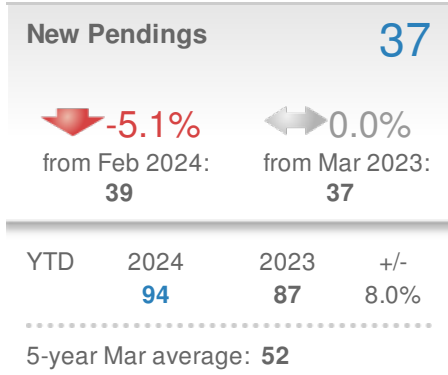 New Pendings 37
-5.1% 0.0%
from Feb 2024: from Mar 2023:
39 37
YTD 2024 2023 +/-
94 87 8.0%
5-year Mar average: 52